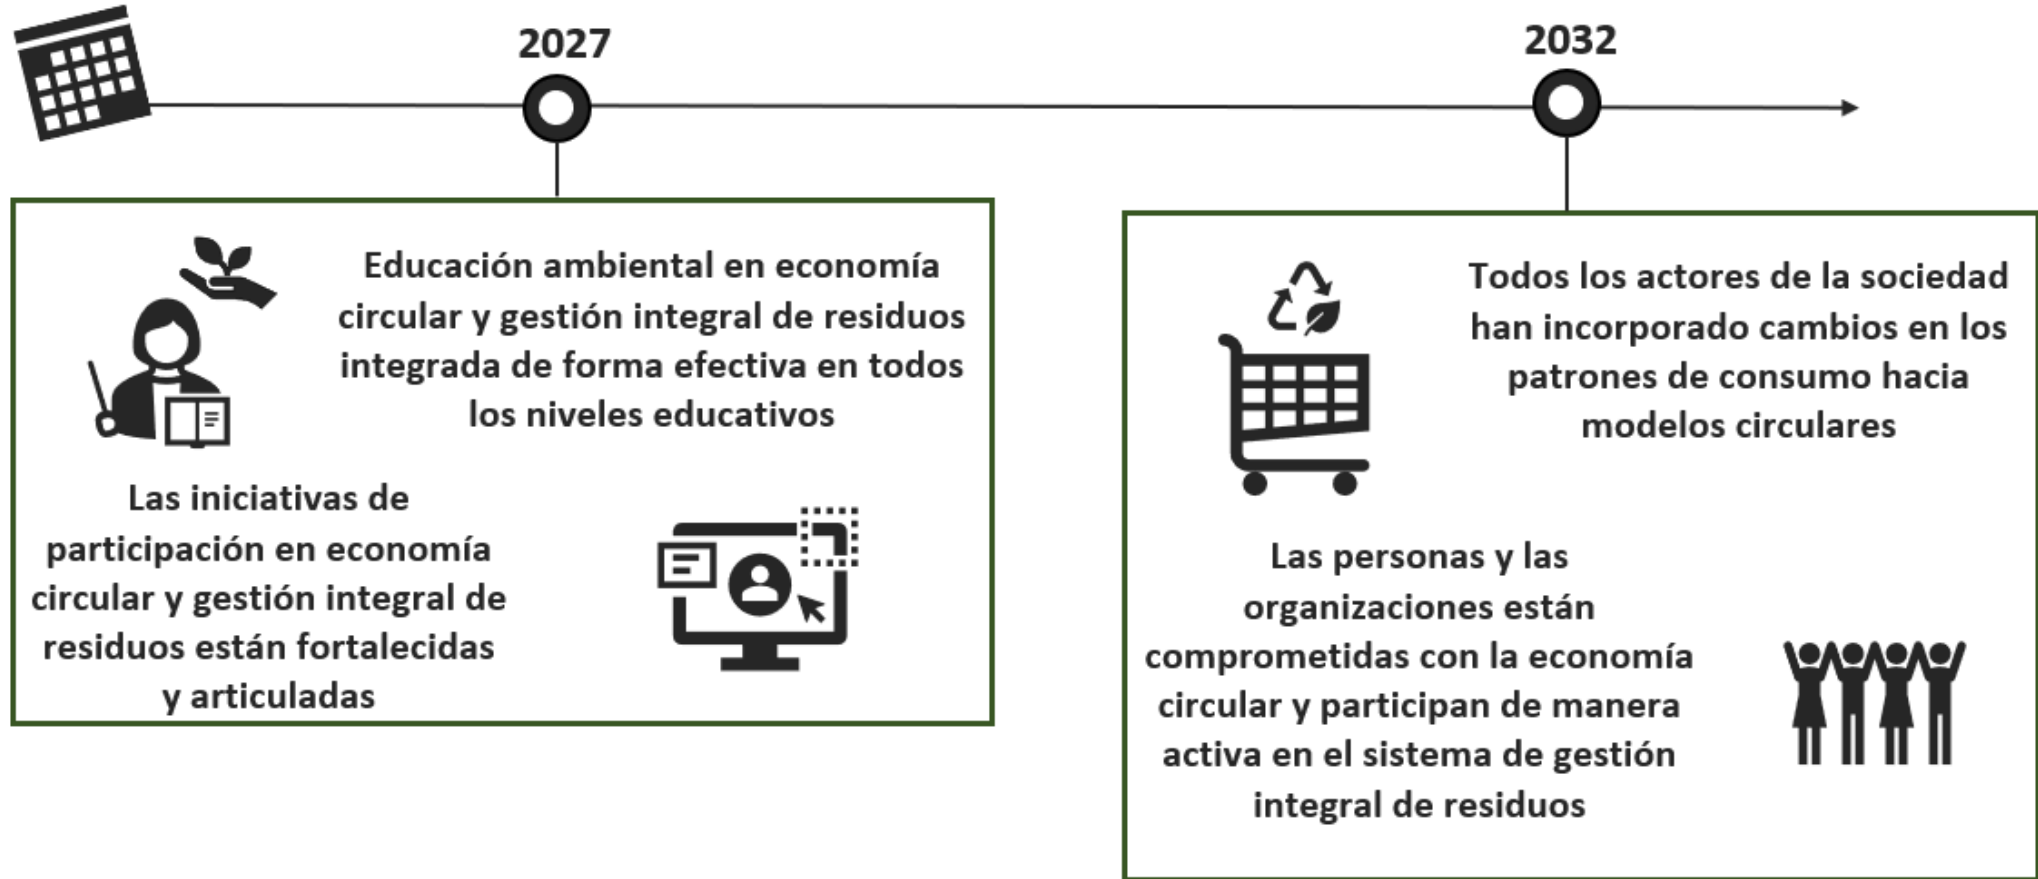 2027
Educación ambiental en economía
circular y gestión integral de residuos
integrada de forma efectiva en todos
los niveles educativos
Las iniciativas de
participación en economía
circular y gestión integral de
residuos están fortalecidas
y articuladas
2032
Todos los actores de la sociedad
han incorporado cambios en los
patrones de consumo hacia
modelos circulares
Las personas y las
organizaciones están
comprometidas con la economía
circular y participan de manera
activa en el sistema de gestión
integral de residuos